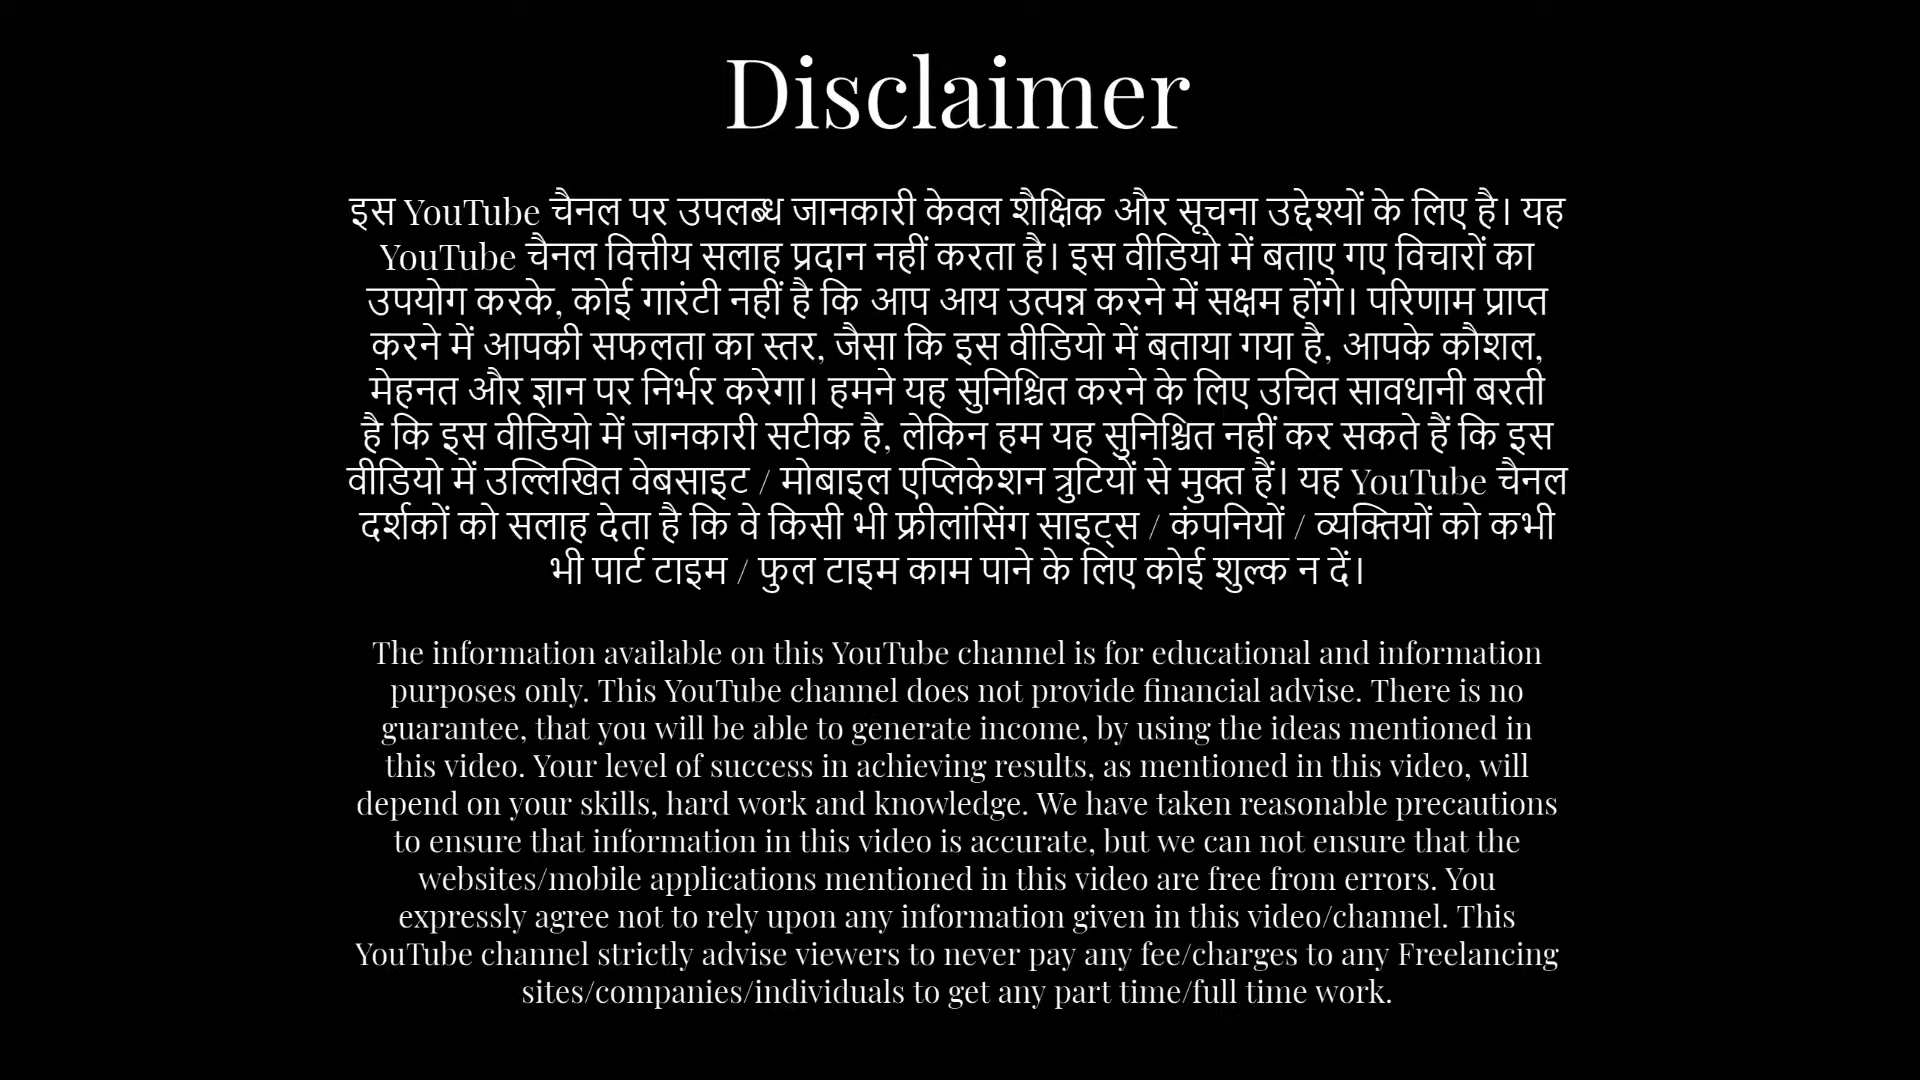 Disclaimer
इस YouTube चैनल पर उपलब्ध जानकारी केवल शैक्षिक और सूचना उद्देश्यों के लिए है। यह
YouTube चैनल वित्तीय सलाह प्रदान नहीं करता है। इस वीडियो में बताए गए विचारों का
उपयोग करके, कोई गारंटी नहीं है कि आप आय उत्पन्न करने में सक्षम होंगे। परिणाम प्राप्त
करने में आपकी सफलता का स्तर, जैसा कि इस वीडियो में बताया गया है, आपके कौशल,
मेहनत और ज्ञान पर निर्भर करेगा। हमने यह सुनिश्चित करने के लिए उचित सावधानी बरती
है कि इस वीडियो में जानकारी सटीक है, लेकिन हम यह सुनिश्चित नहीं कर सकते हैं कि इस
वीडियो में उल्लिखित वेबसाइट / मोबाइल एप्लिकेशन त्रुटियों से मुक्त हैं। यह YouTube चैनल
दर्शकों को सलाह देता है कि वे किसी भी फ्रीलांसिंग साइट्स / कंपनियों / व्यक्तियों को कभी
भी पार्ट टाइम / फुल टाइम काम पाने के लिए कोई शुल्क न दें।
The information available on this YouTube channel is for educational and information
purposes only. This YouTube channel does not provide financial advise. There is no
guarantee, that you will be able to generate income, by using the ideas mentioned in
this video. Your level of success in achieving results, as mentioned in this video, will
depend on your skills, hard work and knowledge. We have taken reasonable precautions
to ensure that information in this video is accurate, but we can not ensure that the
websites/mobile applications mentioned in this video are free from errors. You
expressly agree not to rely upon any information given in this video/channel. This
YouTube channel strictly advise viewers to never pay any fee/charges to any Freelancing
sites/companies/individuals to get any part time/full time work.